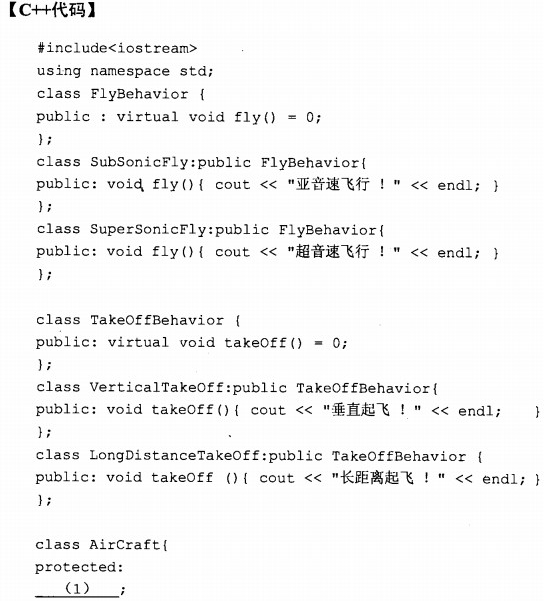 【C++代码】
#include<iostream>
using namespace std;
class FlyBehavior {
public : virtual void fly() = 0;
};
class SubSonicFly:public FlyBehavior{
public: void fly(){ cout << "亚音速飞行 ! " << endl; }
};
class SuperSonicFly:public FlyBehavior{
public: void fly(){ cout << "超音速飞行 ! " << endl; }
};
class TakeOffBehavior {
public: virtual void takeOff() = 0;
};
class VerticalTakeOff:public TakeOffBehavior{
public: void takeOff(){ cout << "垂直起飞 ! " << endl; }
};
class LongDistanceTakeOff:public TakeOffBehavior {
public: void takeOff (){ cout << "长距离起飞 ! " << endl; }
};
class AirCraft{
protected:
(1) ;